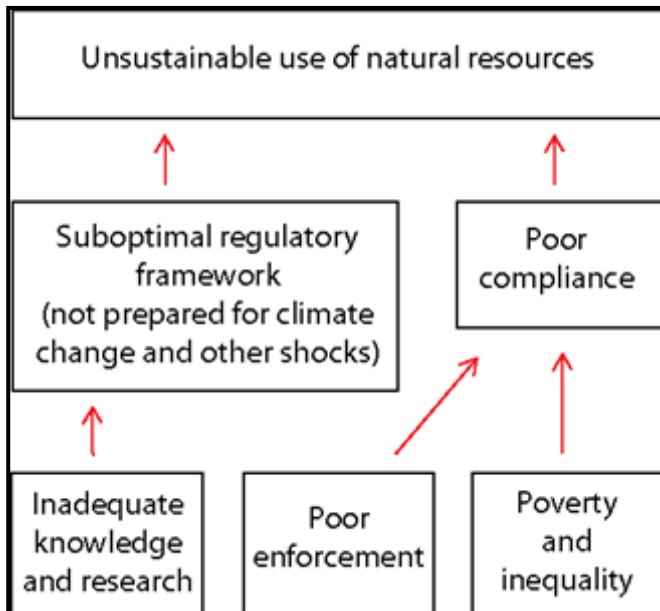 Unsustainable use of natural resources
Suboptimal regulatory
framework
(not prepared for climate
change and other shocks)
Poor
compliance
Inadequate
knowledge
and research
Poor
enforcement
Poverty
and
inequality